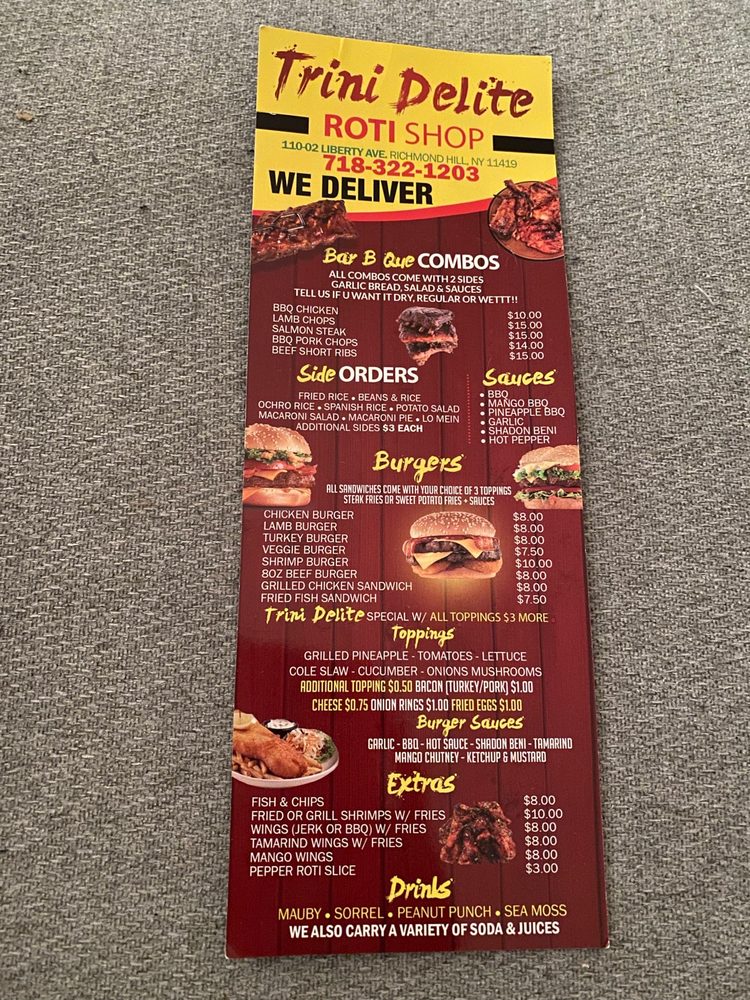 Trini Delite
ROTI SHOP
110-02 LIBERTY AVE. RICHMOND HILL, NY 11419
718-322-1203
WE DELIVER
Bar B Que COMBOS
ALL COMBOS COME WITH 2 SIDES
GARLIC BREAD, SALAD & SAUCES
TELL US IF U WANT IT DRY, REGULAR OR WETTT!!
BBQ CHICKEN $10.00
LAMB CHOPS $15.00
SALMON STEAK $15.00
BBQ PORK CHOPS $14.00
BEEF SHORT RIBS $15.00
Side ORDERS
FRIED RICE • BEANS & RICE
OCHRO RICE • SPANISH RICE • POTATO SALAD
MACARONI SALAD • MACARONI PIE • LO MEIN
ADDITIONAL SIDES $3 EACH
Sauces
• BBQ
• MANGO BBQ
• PINEAPPLE BBQ
• GARLIC
• SHADON BENI
• HOT PEPPER
Burgers
ALL SANDWICHES COME WITH YOUR CHOICE OF 3 TOPPINGS
STEAK FRIES OR SWEET POTATO FRIES + SAUCES
CHICKEN BURGER $8.00
LAMB BURGER $8.00
TURKEY BURGER $8.00
VEGGIE BURGER $7.50
SHRIMP BURGER $10.00
8OZ BEEF BURGER $8.00
GRILLED CHICKEN SANDWICH $8.00
FRIED FISH SANDWICH $7.50
Trini Delite SPECIAL W/ ALL TOPPINGS $3 MORE
Toppings
GRILLED PINEAPPLE - TOMATOES - LETTUCE
COLE SLAW - CUCUMBER - ONIONS MUSHROOMS
ADDITIONAL TOPPING $0.50 BACON (TURKEY/PORK) $1.00
CHEESE $0.75 ONION RINGS $1.00 FRIED EGGS $1.00
Burger Sauces
GARLIC - BBQ - HOT SAUCE - SHADON BENI - TAMARIND
MANGO CHUTNEY - KETCHUP & MUSTARD
Extras
FISH & CHIPS $8.00
FRIED OR GRILL SHRIMPS W/ FRIES $10.00
WINGS (JERK OR BBQ) W/ FRIES $8.00
TAMARIND WINGS W/ FRIES $8.00
MANGO WINGS $8.00
PEPPER ROTI SLICE $3.00
Drinks
MAUBY • SORREL • PEANUT PUNCH • SEA MOSS
WE ALSO CARRY A VARIETY OF SODA & JUICES